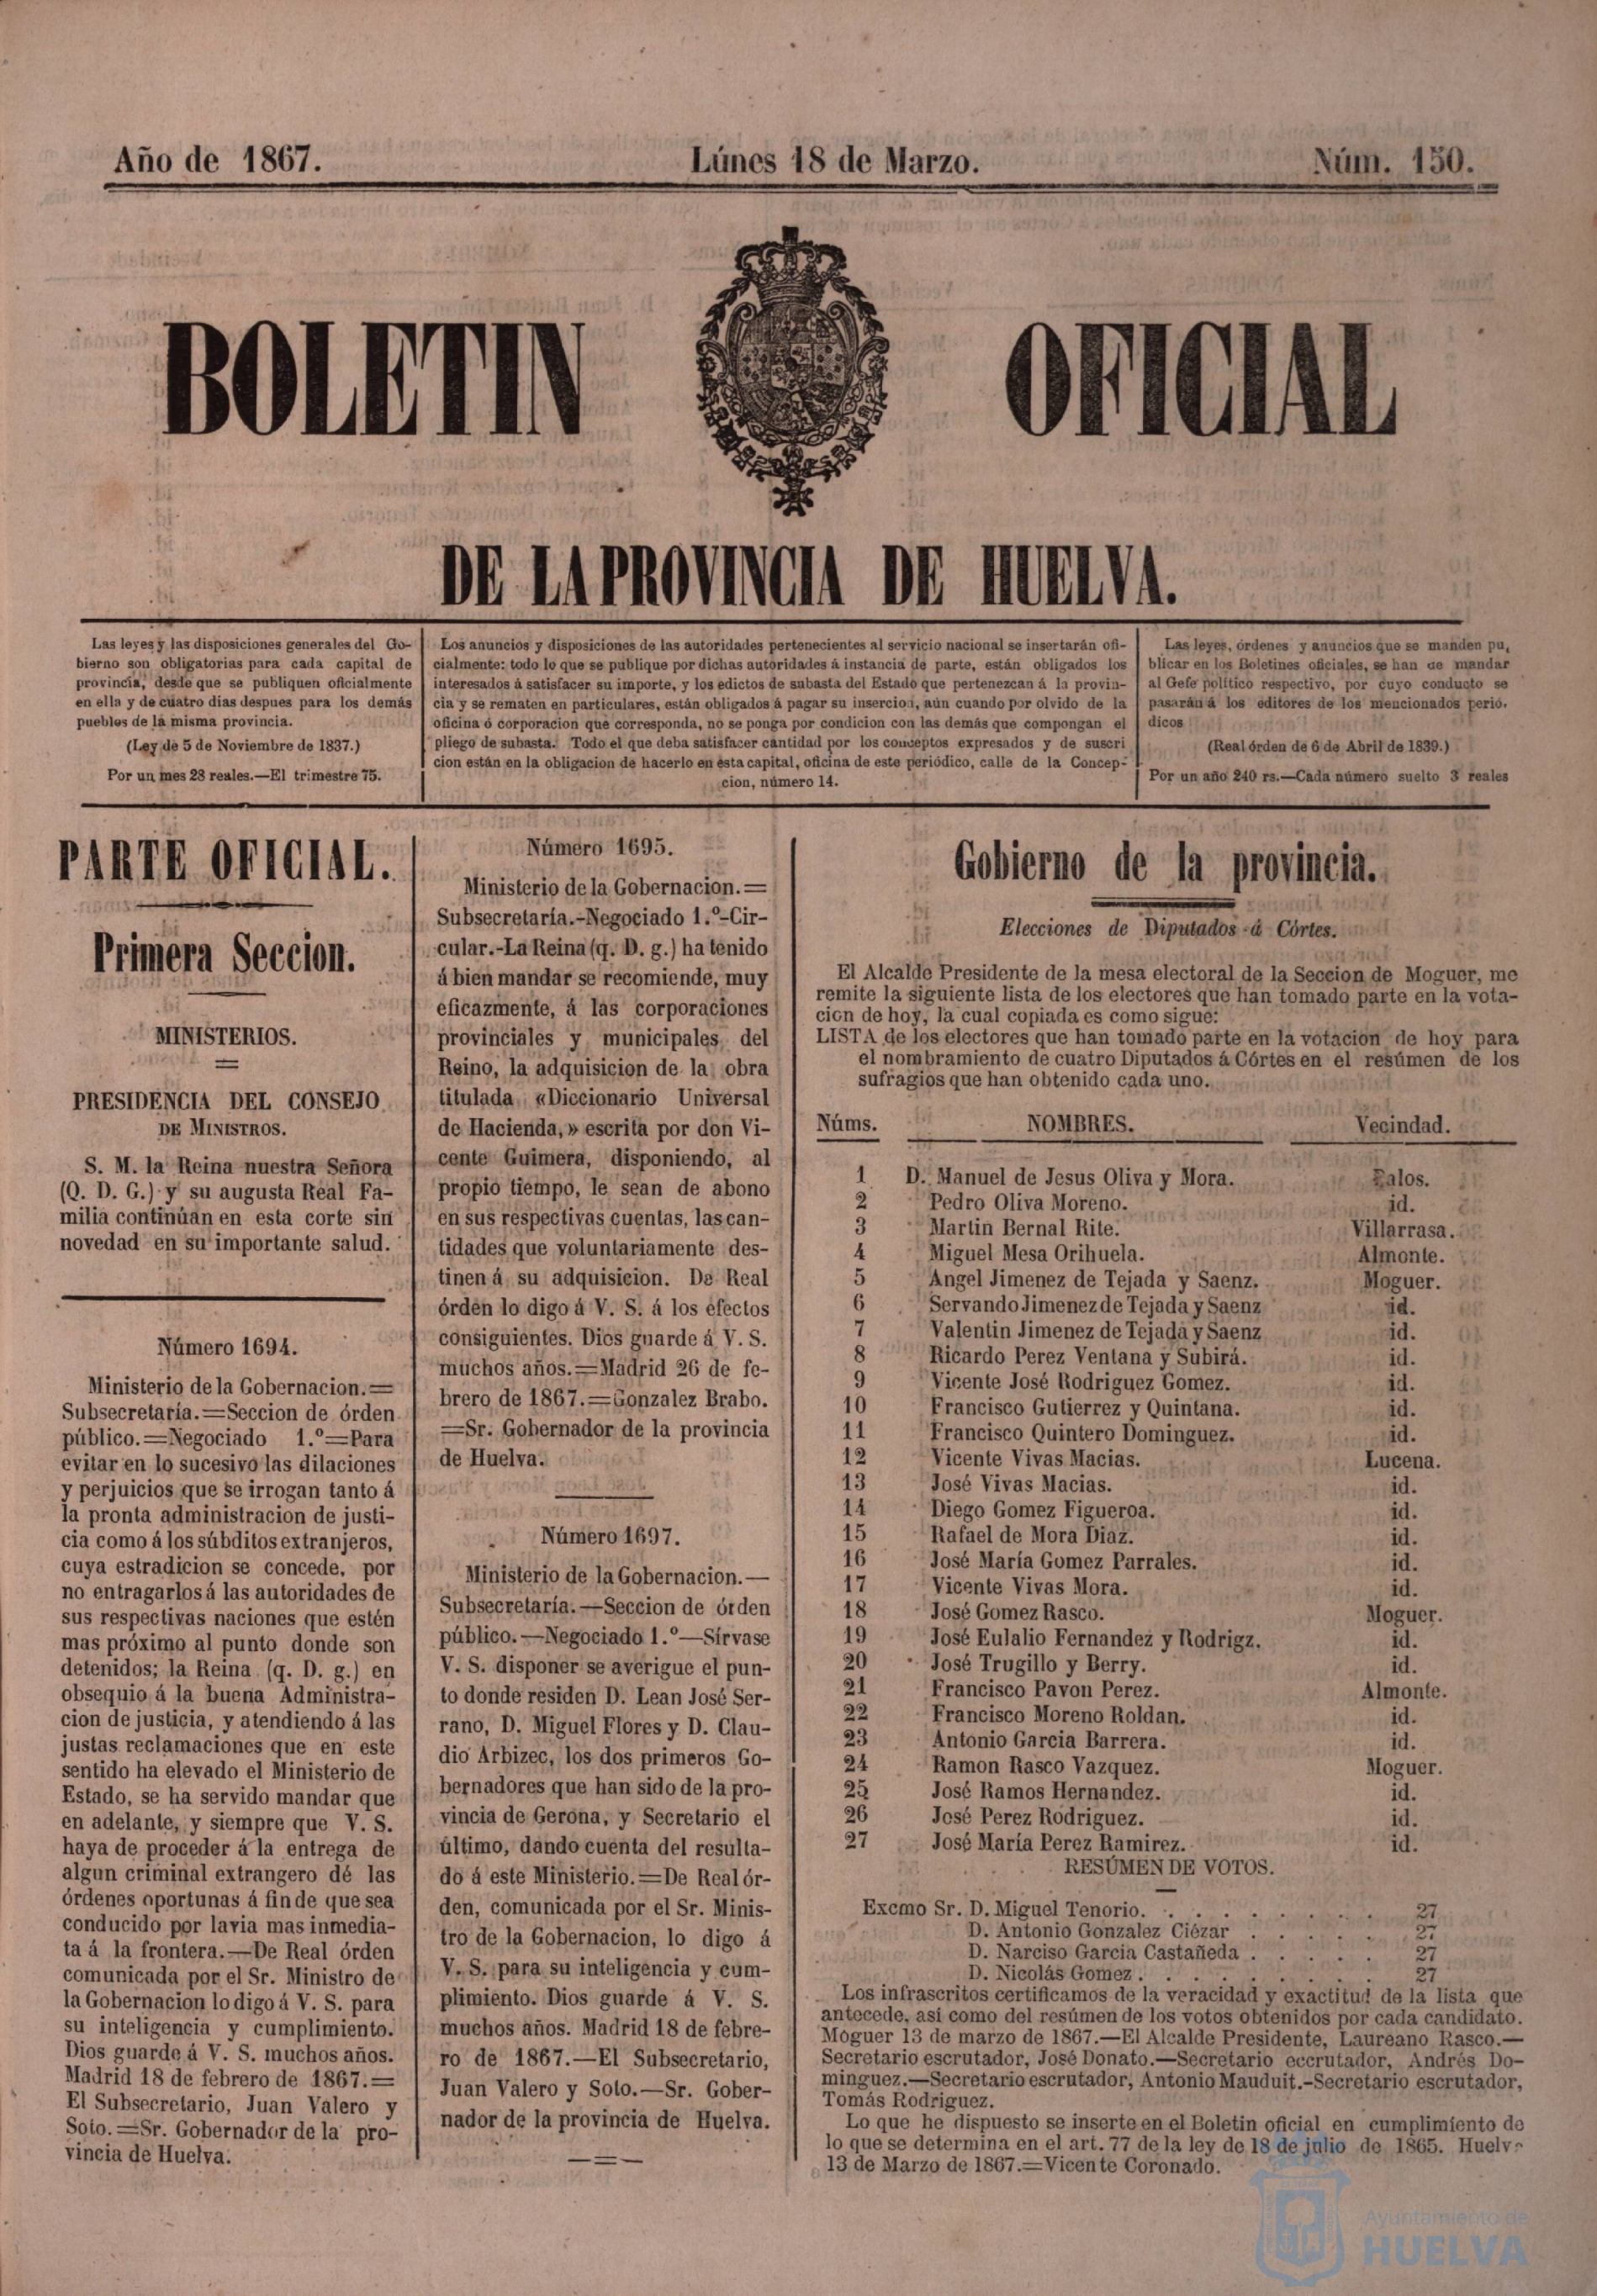 Año de 1867.
Lúnes 18 de Marzo.
Núm. 150.
BOLETIN OFICIAL
DE LA PROVINCIA DE HUELVA.
Las leyes y las disposiciones generales del Go-
bierno son obligatorias para cada capital de
provincia, desde que se publiquen oficialmente
en ella y de cuatro dias despues para los demás
pueblos de la misma provincia.
(Ley de 5 de Noviembre de 1837.)
Por un mes 28 reales.—El trimestre 75.
Los anuncios y disposiciones de las autoridades pertenecientes al servicio nacional se insertarán ofi-
cialmente: todo lo que se publique por dichas autoridades á instancia de parte, están obligados los
interesados á satisfacer su importe, y los edictos de subasta del Estado que pertenezcan á la provin-
cia y se rematen en particulares, están obligados á pagar su insercion, aún cuando por olvido de la
oficina ó corporacion que corresponda, no se ponga por condicion con las demás que compongan el
pliego de subasta. Todo el que deba satisfacer cantidad por los conceptos expresados y de suscri
cion están en la obligacion de hacerlo en esta capital, oficina de este periódico, calle de la Concep-
cion, número 14.
Las leyes, órdenes y anuncios que se manden pu,
blicar en los Boletines oficiales, se han de mandar
al Gefe político respectivo, por cuyo conducto se
pasarán á los editores de los mencionados perió.
dicos
(Real órden de 6 de Abril de 1839.)
Por un año 240 rs.—Cada número suelto 3 reales
PARTE OFICIAL.
Primera Seccion.
MINISTERIOS.
PRESIDENCIA DEL CONSEJO
DE MINISTROS.
S. M. la Reina nuestra Señora
(Q. D. G.) y su augusta Real Fa-
milia continúan en esta corte sin
novedad en su importante salud.
Número 1694.
Ministerio de la Gobernacion.=
Subsecretaría.=Seccion de órden
público.=Negociado 1.º=Para
evitar en lo sucesivo las dilaciones
y perjuicios que se irrogan tanto á
la pronta administracion de justi-
cia como á los súbditos extranjeros,
cuya estradicion se concede, por
no entragarlos á las autoridades de
sus respectivas naciones que estén
mas próximo al punto donde son
detenidos; la Reina (q. D. g.) en
obsequio á la buena Administra-
cion de justicia, y atendiendo á las
justas reclamaciones que en este
sentido ha elevado el Ministerio de
Estado, se ha servido mandar que
en adelante, y siempre que V. S.
haya de proceder á la entrega de
algun criminal extrangero dé las
órdenes oportunas á fin de que sea
conducido por lavia mas inmedia-
ta á la frontera.—De Real órden
comunicada por el Sr. Ministro de
la Gobernacion lo digo á V. S. para
su inteligencia y cumplimiento.
Dios guarde á V. S. muchos años.
Madrid 18 de febrero de 1867.=
El Subsecretario, Juan Valero y
Soto.=Sr. Gobernador de la pro-
vincia de Huelva.
Número 1695.
Ministerio de la Gobernacion.=
Subsecretaría.-Negociado 1.º-Cir-
cular.-La Reina (q. D. g.) ha tenido
á bien mandar se recomiende, muy
eficazmente, á las corporaciones
provinciales y municipales del
Reino, la adquisicion de la obra
titulada «Diccionario Universal
de Hacienda,» escrita por don Vi-
cente Guimera, disponiendo, al
propio tiempo, le sean de abono
en sus respectivas cuentas, las can-
tidades que voluntariamente des-
tinen á su adquisicion. De Real
órden lo digo á V. S. á los efectos
consiguientes. Dios guarde á V. S.
muchos años.=Madrid 26 de fe-
brero de 1867.=Gonzalez Brabo.
=Sr. Gobernador de la provincia
de Huelva.
Número 1697.
Ministerio de la Gobernacion.—
Subsecretaría.—Seccion de órden
público.—Negociado 1.º—Sírvase
V. S. disponer se averigue el pun-
to donde residen D. Lean José Ser-
rano, D. Miguel Flores y D. Clau-
dio Arbizec, los dos primeros Go-
bernadores que han sido de la pro-
vincia de Gerona, y Secretario el
último, dando cuenta del resulta-
do á este Ministerio.=De Real ór-
den, comunicada por el Sr. Minis-
tro de la Gobernacion, lo digo á
V. S. para su inteligencia y cum-
plimiento. Dios guarde á V. S.
muchos años. Madrid 18 de febre-
ro de 1867.—El Subsecretario,
Juan Valero y Soto.—Sr. Gober-
nador de la provincia de Huelva.
Gobierno de la provincia.
Elecciones de Diputados á Córtes.
El Alcalde Presidente de la mesa electoral de la Seccion de Moguer, me
remite la siguiente lista de los electores que han tomado parte en la vota-
cion de hoy, la cual copiada es como sigue:
LISTA de los electores que han tomado parte en la votacion de hoy para
el nombramiento de cuatro Diputados á Córtes en el resúmen de los
sufragios que han obtenido cada uno.
Núms. NOMBRES. Vecindad.
1 D. Manuel de Jesus Oliva y Mora. Palos.
2 Pedro Oliva Moreno. id.
3 Martin Bernal Rite. Villarrasa.
4 Miguel Mesa Orihuela. Almonte.
5 Angel Jimenez de Tejada y Saenz. Moguer.
6 Servando Jimenez de Tejada y Saenz id.
7 Valentin Jimenez de Tejada y Saenz id.
8 Ricardo Perez Ventana y Subirá. id.
9 Vicente José Rodriguez Gomez. id.
10 Francisco Gutierrez y Quintana. id.
11 Francisco Quintero Dominguez. id.
12 Vicente Vivas Macias. Lucena.
13 José Vivas Macias. id.
14 Diego Gomez Figueroa. id.
15 Rafael de Mora Diaz. id.
16 José María Gomez Parrales. id.
17 Vicente Vivas Mora. id.
18 José Gomez Rasco. Moguer.
19 José Eulalio Fernandez y Rodrigz. id.
20 José Trugillo y Berry. id.
21 Francisco Pavon Perez. Almonte.
22 Francisco Moreno Roldan. id.
23 Antonio Garcia Barrera. id.
24 Ramon Rasco Vazquez. Moguer.
25 José Ramos Hernandez. id.
26 José Perez Rodriguez. id.
27 José María Perez Ramirez. id.
RESÚMEN DE VOTOS.
Excmo Sr. D. Miguel Tenorio. . . . . . . . . 27
D. Antonio Gonzalez Ciézar . . . . . . 27
D. Narciso Garcia Castañeda . . . . . 27
D. Nicolás Gomez . . . . . . . . . 27
Los infrascritos certificamos de la veracidad y exactitud de la lista que
antecede, asi como del resúmen de los votos obtenidos por cada candidato.
Moguer 13 de marzo de 1867.—El Alcalde Presidente, Laureano Rasco.—
Secretario escrutador, José Donato.—Secretario eccrutador, Andrés Do-
minguez.—Secretario escrutador, Antonio Mauduit.-Secretario escrutador,
Tomás Rodriguez.
Lo que he dispuesto se inserte en el Boletin oficial en cumplimiento de
lo que se determina en el art. 77 de la ley de 18 de julio de 1865. Huelv
13 de Marzo de 1867.=Vicente Coronado.
Ayuntamiento de
HUELVA